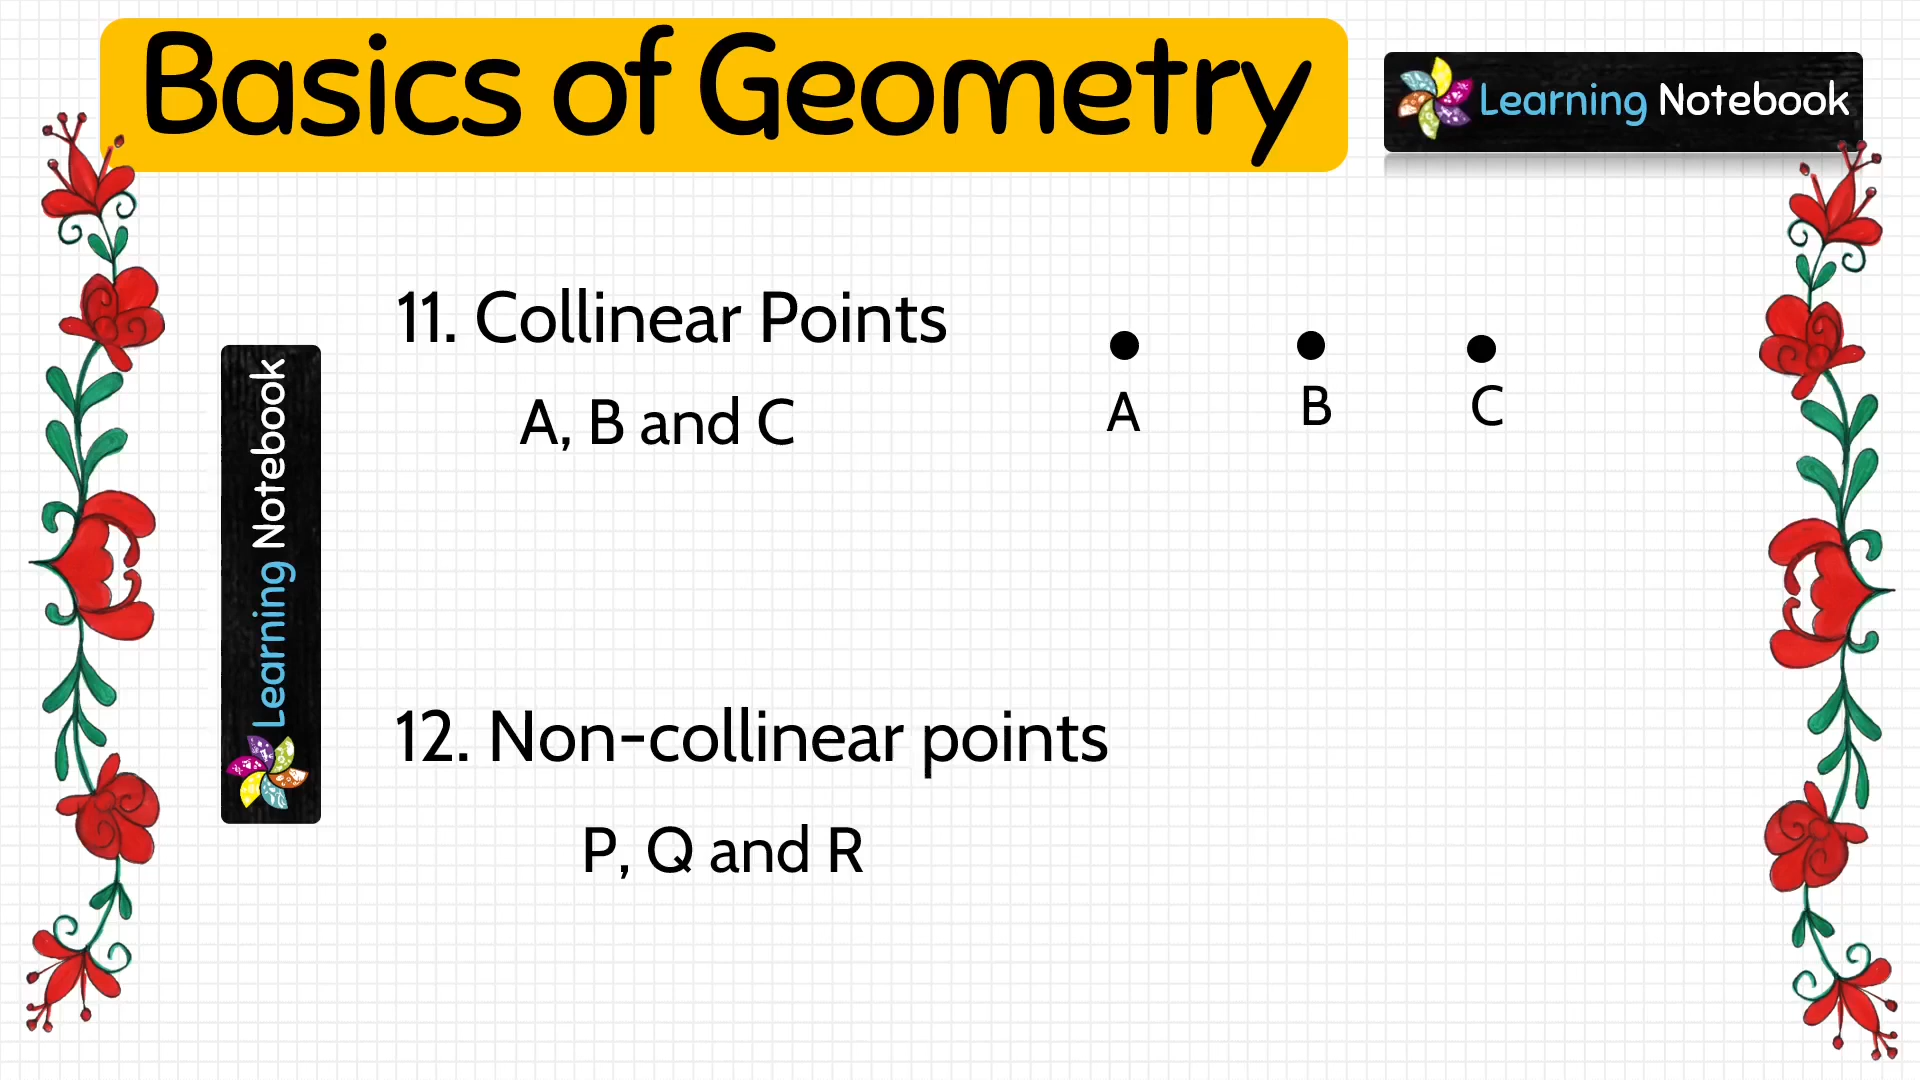 Basics of Geometry
Learning Notebook
11. Collinear Points
A, B and C
A
B
C
Learning Notebook
12. Non-collinear points
P, Q and R